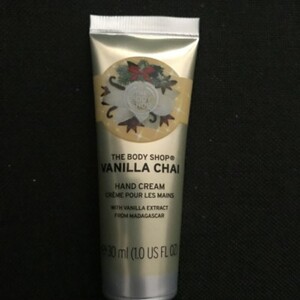 THE BODY SHOP®
VANILLA CHAI
HAND CREAM
CRÈME POUR LES MAINS
WITH VANILLA EXTRACT
FROM MADAGASCAR
30 ml (1.0 US FL OZ)